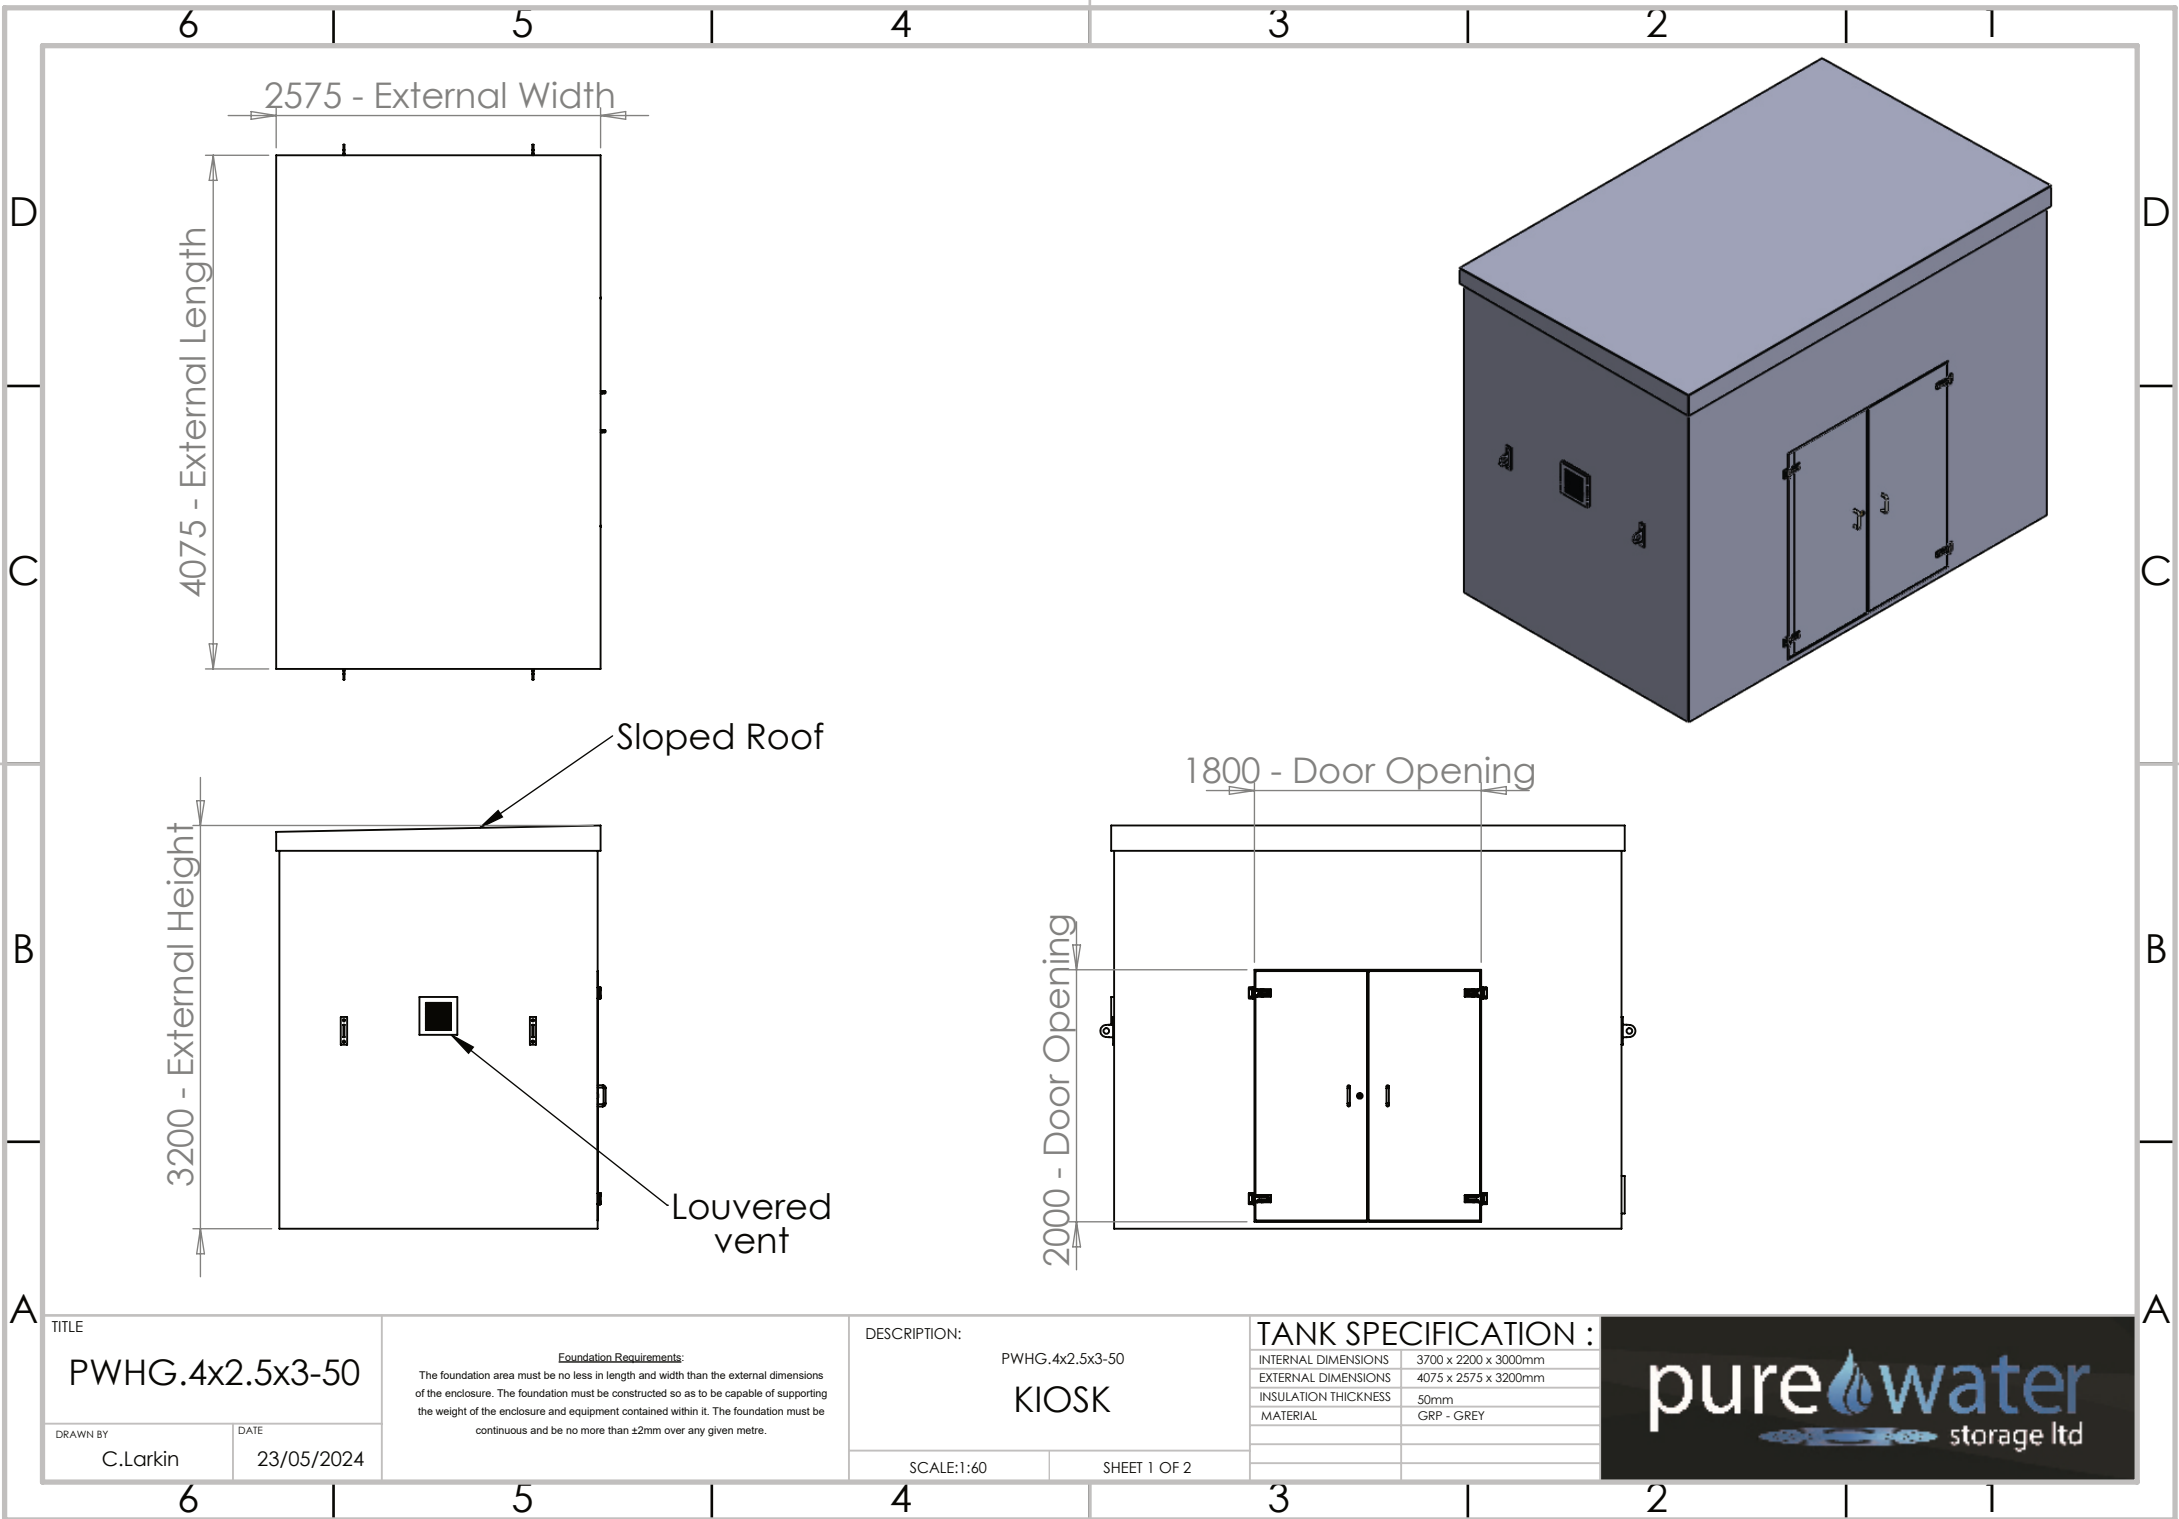 6 5 4 3 2 1
D D
C C
B B
A A
2575 - External Width
4075 - External Length
Sloped Roof
3200 - External Height
Louvered
vent
1800 - Door Opening
2000 - Door Opening
TITLE
PWHG.4x2.5x3-50
DRAWN BY
C.Larkin
DATE
23/05/2024
Foundation Requirements:
The foundation area must be no less in length and width than the external dimensions
of the enclosure. The foundation must be constructed so as to be capable of supporting
the weight of the enclosure and equipment contained within it. The foundation must be
continuous and be no more than ±2mm over any given metre.
DESCRIPTION:
PWHG.4x2.5x3-50
KIOSK
SCALE:1:60
SHEET 1 OF 2
TANK SPECIFICATION :
INTERNAL DIMENSIONS 3700 x 2200 x 3000mm
EXTERNAL DIMENSIONS 4075 x 2575 x 3200mm
INSULATION THICKNESS 50mm
MATERIAL GRP - GREY
pure water
storage ltd
6 5 4 3 2 1